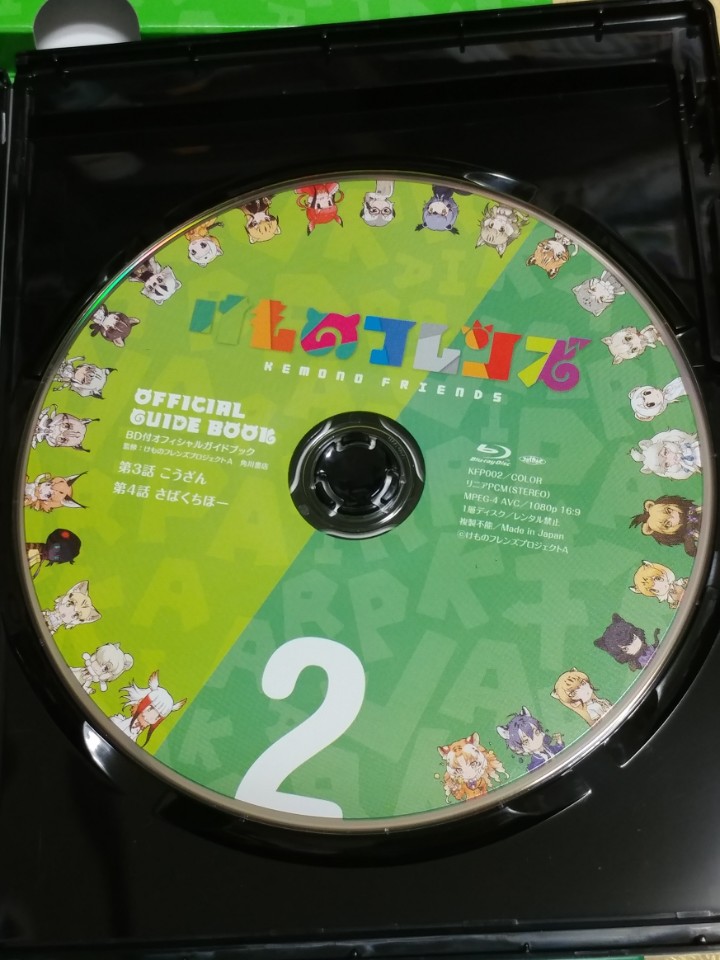 けものフレンズ
KEMONO FRIENDS
OFFICIAL
GUIDE BOOK
BD付オフィシャルガイドブック
監修:けものフレンズプロジェクトA 角川書店
第3話 こうざん
第4話 さばくちほー
Blu-ray Disc
KFP002/COLOR
リニアPCM(STEREO)
MPEG-4 AVC/1080p 16:9
1層ディスク/レンタル禁止
複製不能/Made in Japan
©けものフレンズプロジェクトA
2